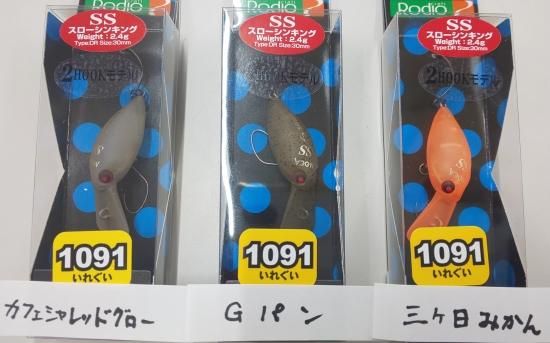 Rodio
SS
スローシンキング
Weight：2.4g
Type:DR Size:30mm
2HOOKモデル
1091
いれぐい
カフェシャレッドグロー
Rodio
SS
スローシンキング
Weight：2.4g
Type:DR Size:30mm
2HOOKモデル
SS
MOCA
1091
いれぐい
Gパン
Rodio
SS
スローシンキング
Weight：2.4g
Type:DR Size:30mm
2HOOKモデル
SS
1091
いれぐい
三ヶ日みかん